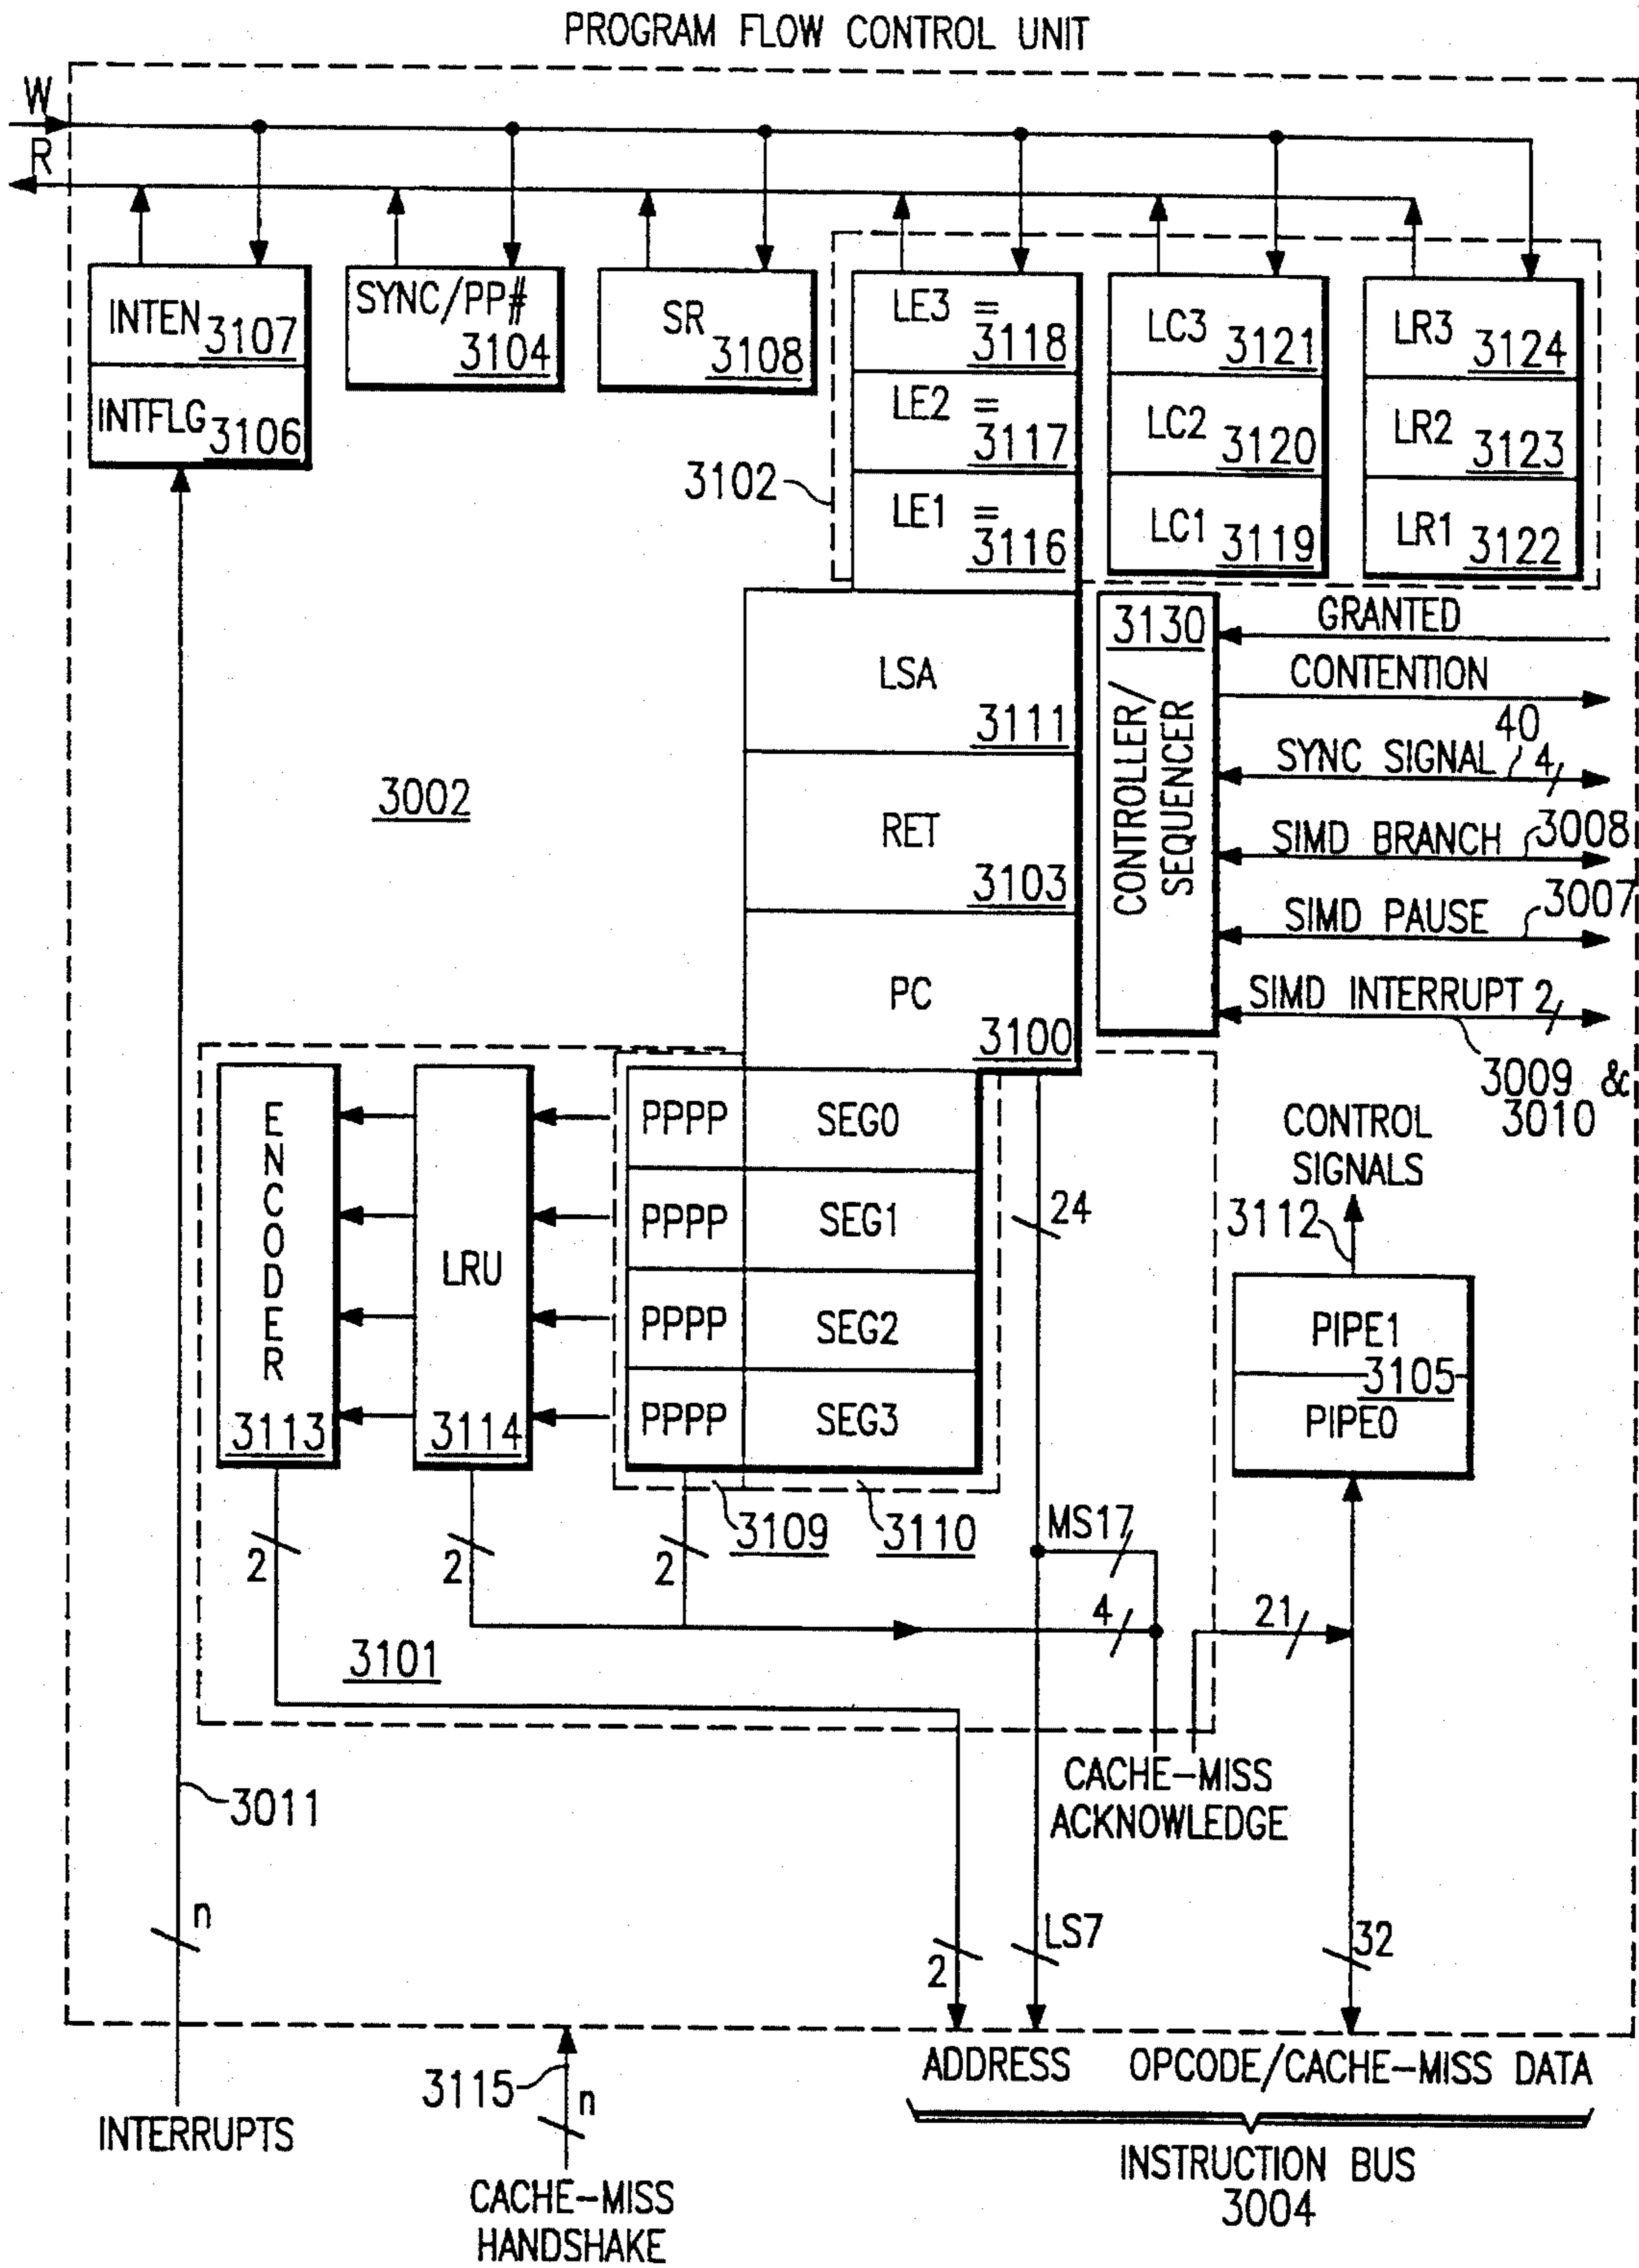 PROGRAM FLOW CONTROL UNIT
W
R
INTEN 3107
INTFLG 3106
SYNC/PP#
3104
SR
3108
LE3 =
3118
LE2 =
3117
LE1 =
3116
LC3 3121
LC2 3120
LC1 3119
LR3 3124
LR2 3123
LR1 3122
3102
LSA
3111
RET
3103
PC
3100
3130
CONTROLLER/
SEQUENCER
GRANTED
CONTENTION
40
SYNC SIGNAL 4
SIMD BRANCH 3008
SIMD PAUSE 3007
SIMD INTERRUPT 2
3009 &
3010
3002
ENCODER
3113
LRU
3114
PPPP SEG0
PPPP SEG1
PPPP SEG2
PPPP SEG3
24
CONTROL
SIGNALS
3112
PIPE1
3105
PIPE0
2
2
2
3109
3110
MS17
4
21
3101
CACHE-MISS
ACKNOWLEDGE
3011
n
2
LS7
32
ADDRESS
OPCODE/CACHE-MISS DATA
3115
n
INTERRUPTS
CACHE-MISS
HANDSHAKE
INSTRUCTION BUS
3004